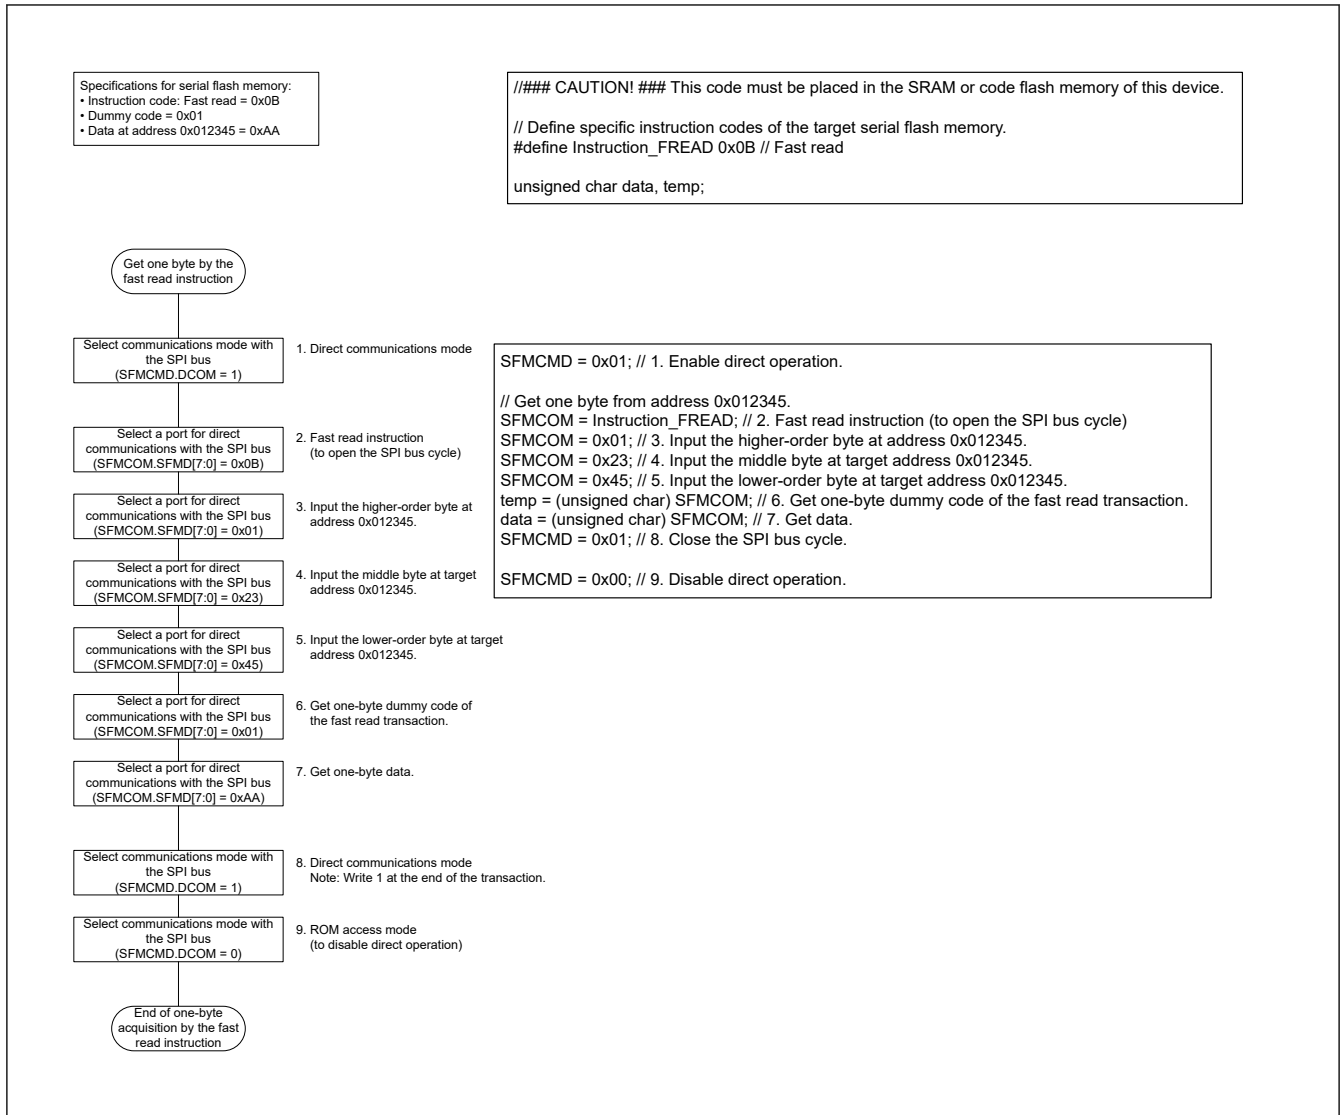 Specifications for serial flash memory:
• Instruction code: Fast read = 0x0B
• Dummy code = 0x01
• Data at address 0x012345 = 0xAA
//### CAUTION! ### This code must be placed in the SRAM or code flash memory of this device.
// Define specific instruction codes of the target serial flash memory.
#define Instruction_FREAD 0x0B // Fast read
unsigned char data, temp;
Get one byte by the
fast read instruction
Select communications mode with
the SPI bus
(SFMCMD.DCOM = 1)
1. Direct communications mode
Select a port for direct
communications with the SPI bus
(SFMCOM.SFMD[7:0] = 0x0B)
2. Fast read instruction
(to open the SPI bus cycle)
Select a port for direct
communications with the SPI bus
(SFMCOM.SFMD[7:0] = 0x01)
3. Input the higher-order byte at
address 0x012345.
Select a port for direct
communications with the SPI bus
(SFMCOM.SFMD[7:0] = 0x23)
4. Input the middle byte at target
address 0x012345.
Select a port for direct
communications with the SPI bus
(SFMCOM.SFMD[7:0] = 0x45)
5. Input the lower-order byte at target
address 0x012345.
Select a port for direct
communications with the SPI bus
(SFMCOM.SFMD[7:0] = 0x01)
6. Get one-byte dummy code of
the fast read transaction.
Select a port for direct
communications with the SPI bus
(SFMCOM.SFMD[7:0] = 0xAA)
7. Get one-byte data.
Select communications mode with
the SPI bus
(SFMCMD.DCOM = 1)
8. Direct communications mode
Note: Write 1 at the end of the transaction.
Select communications mode with
the SPI bus
(SFMCMD.DCOM = 0)
9. ROM access mode
(to disable direct operation)
End of one-byte
acquisition by the fast
read instruction
SFMCMD = 0x01; // 1. Enable direct operation.
// Get one byte from address 0x012345.
SFMCOM = Instruction_FREAD; // 2. Fast read instruction (to open the SPI bus cycle)
SFMCOM = 0x01; // 3. Input the higher-order byte at address 0x012345.
SFMCOM = 0x23; // 4. Input the middle byte at target address 0x012345.
SFMCOM = 0x45; // 5. Input the lower-order byte at target address 0x012345.
temp = (unsigned char) SFMCOM; // 6. Get one-byte dummy code of the fast read transaction.
data = (unsigned char) SFMCOM; // 7. Get data.
SFMCMD = 0x01; // 8. Close the SPI bus cycle.
SFMCMD = 0x00; // 9. Disable direct operation.